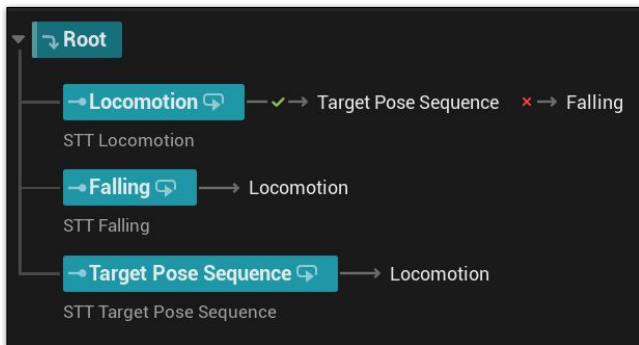 Root
Locomotion Target Pose Sequence Falling
STT Locomotion
Falling Locomotion
STT Falling
Target Pose Sequence Locomotion
STT Target Pose Sequence